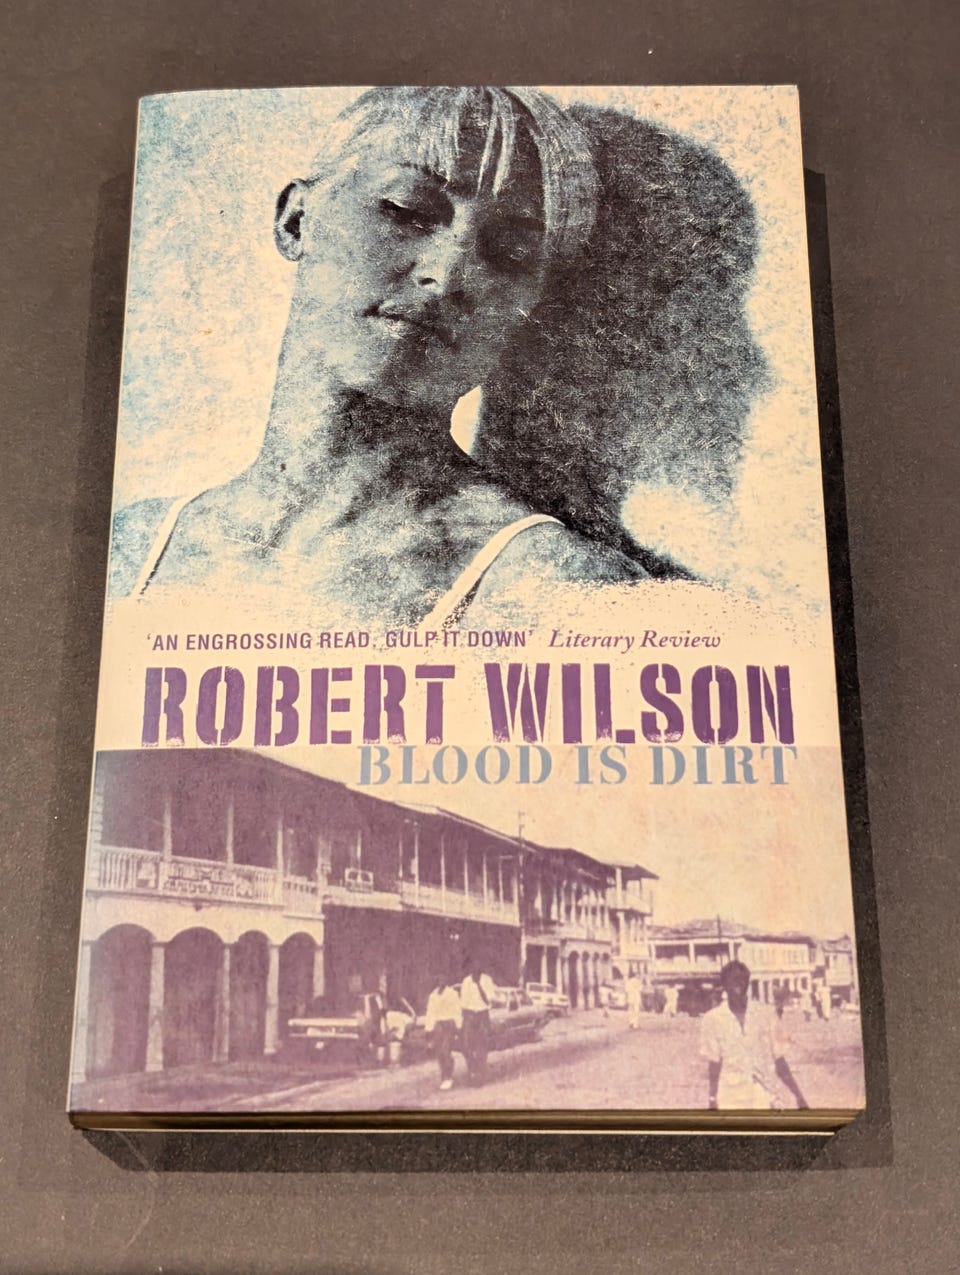 ‘AN ENGROSSING READ. GULP IT DOWN’ Literary Review
ROBERT WILSON
BLOOD IS DIRT